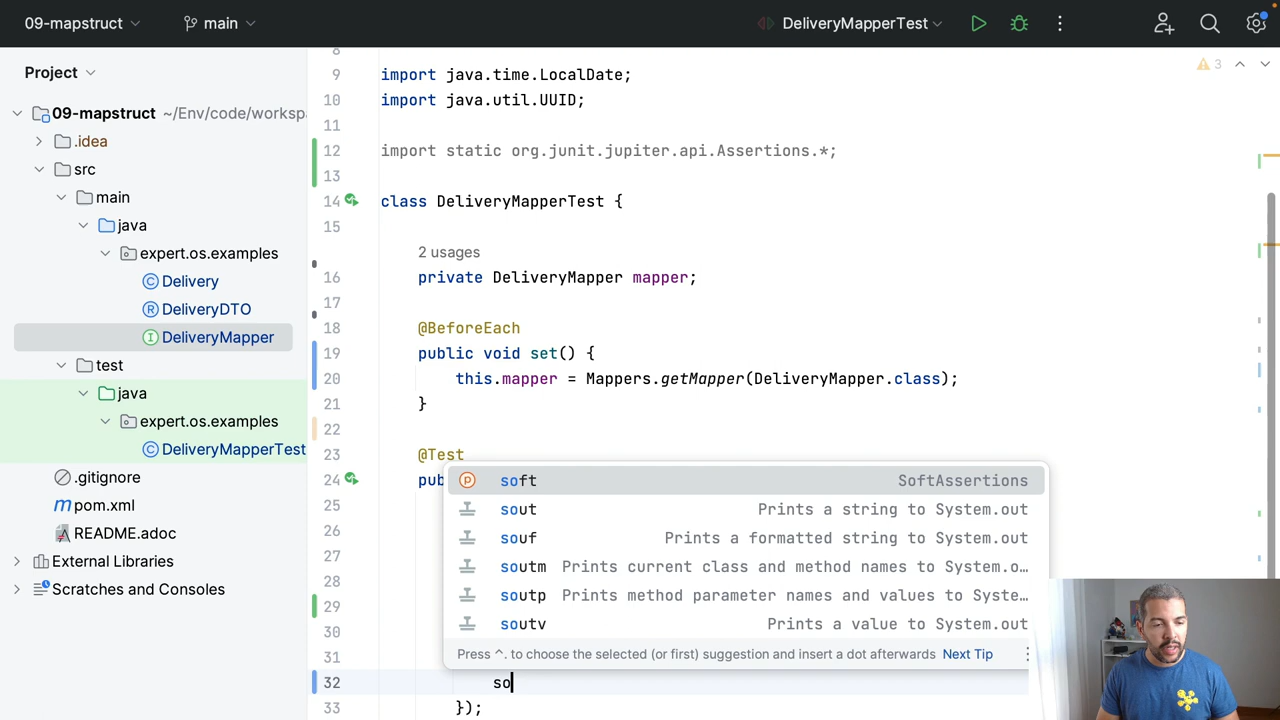 09-mapstruct
main
DeliveryMapperTest
Project
3
8
9 import java.time.LocalDate;
10 import java.util.UUID;
09-mapstruct ~/Env/code/worksp
11
.idea
12 import static org.junit.jupiter.api.Assertions.*;
src
13
main
14 class DeliveryMapperTest {
java
15
expert.os.examples
2 usages
Delivery
16 private DeliveryMapper mapper;
DeliveryDTO
17
DeliveryMapper
18 @BeforeEach
test
19 public void set() {
java
20 this.mapper = Mappers.getMapper(DeliveryMapper.class);
expert.os.examples
21 }
DeliveryMapperTest
22
.gitignore
23 @Test
pom.xml
24 pub
README.adoc
25
External Libraries
26
Scratches and Consoles
27
28
29
30
31
soft SoftAssertions
sout Prints a string to System.out
souf Prints a formatted string to System.out
soutm Prints current class and method names to System.o…
soutp Prints method parameter names and values to Syste…
soutv Prints a value to System.out
Press ^. to choose the selected (or first) suggestion and insert a dot afterwards Next Tip
32 so
33 });